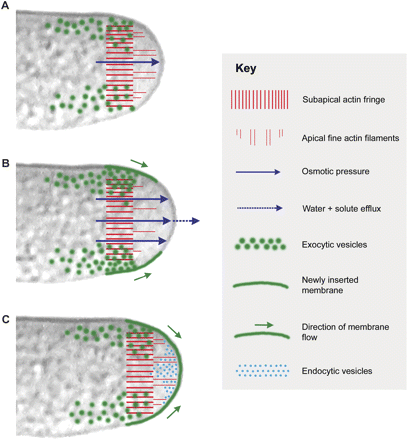 A
B
C
Key
Subapical actin fringe
Apical fine actin filaments
Osmotic pressure
Water + solute efflux
Exocytic vesicles
Newly inserted
membrane
Direction of membrane
flow
Endocytic vesicles